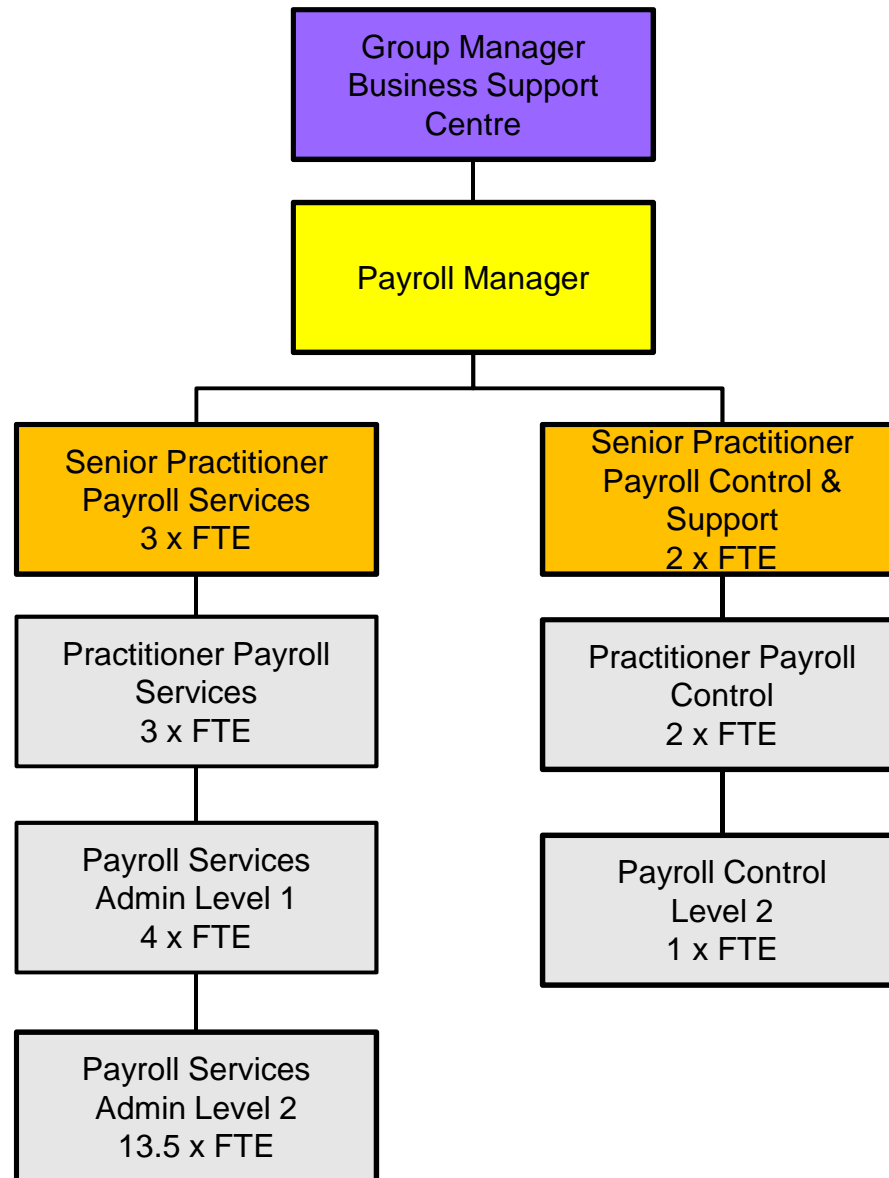 Group Manager
Business Support
Centre
Payroll Manager
Senior Practitioner
Payroll Services
3 x FTE
Senior Practitioner
Payroll Control &
Support
2 x FTE
Practitioner Payroll
Services
3 x FTE
Practitioner Payroll
Control
2 x FTE
Payroll Services
Admin Level 1
4 x FTE
Payroll Control
Level 2
1 x FTE
Payroll Services
Admin Level 2
13.5 x FTE